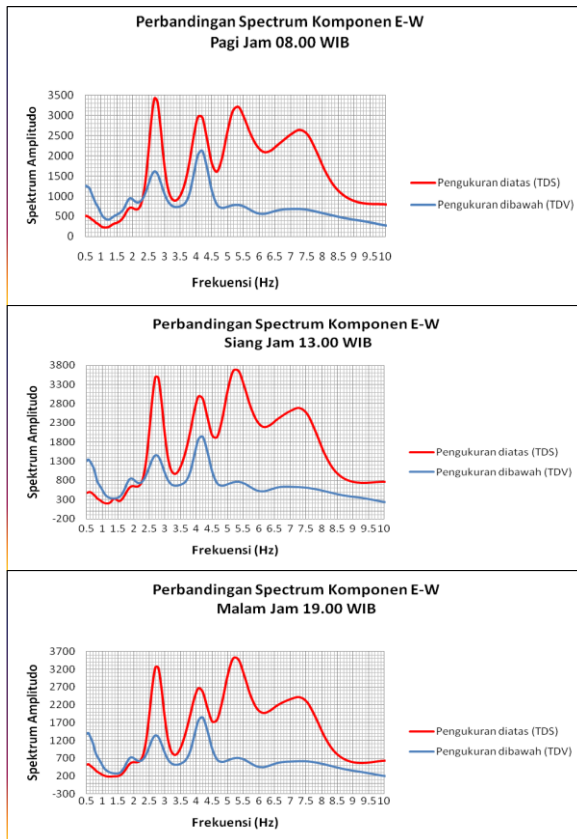 Perbandingan Spectrum Komponen E-W
Pagi Jam 08.00 WIB
Spektrum Amplitudo
3500
3000
2500
2000
1500
1000
500
0
0.5 1 1.5 2 2.5 3 3.5 4 4.5 5 5.5 6 6.5 7 7.5 8 8.5 9 9.5 10
Frekuensi (Hz)
Pengukuran diatas (TDS)
Pengukuran dibawah (TDV)
Perbandingan Spectrum Komponen E-W
Siang Jam 13.00 WIB
Spektrum Amplitudo
3800
3300
2800
2300
1800
1300
800
300
-200
0.5 1 1.5 2 2.5 3 3.5 4 4.5 5 5.5 6 6.5 7 7.5 8 8.5 9 9.5 10
Frekuensi (Hz)
Pengukuran diatas (TDS)
Pengukuran dibawah (TDV)
Perbandingan Spectrum Komponen E-W
Malam Jam 19.00 WIB
Spektrum Amplitudo
3700
3200
2700
2200
1700
1200
700
200
-300
0.5 1 1.5 2 2.5 3 3.5 4 4.5 5 5.5 6 6.5 7 7.5 8 8.5 9 9.5 10
Frekuensi (Hz)
Pengukuran diatas (TDS)
Pengukuran dibawah (TDV)